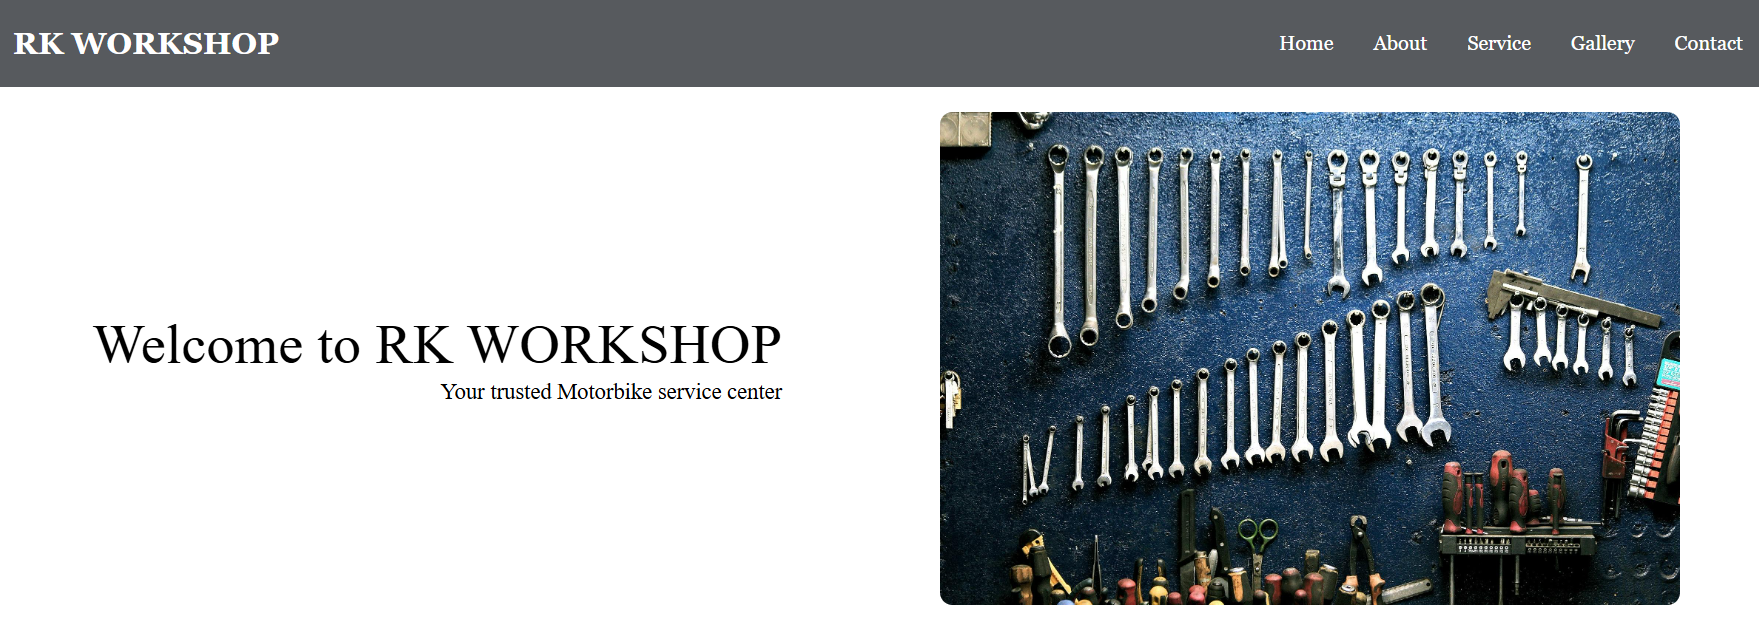 RK WORKSHOP
Home About Service Gallery Contact
Welcome to RK WORKSHOP
Your trusted Motorbike service center